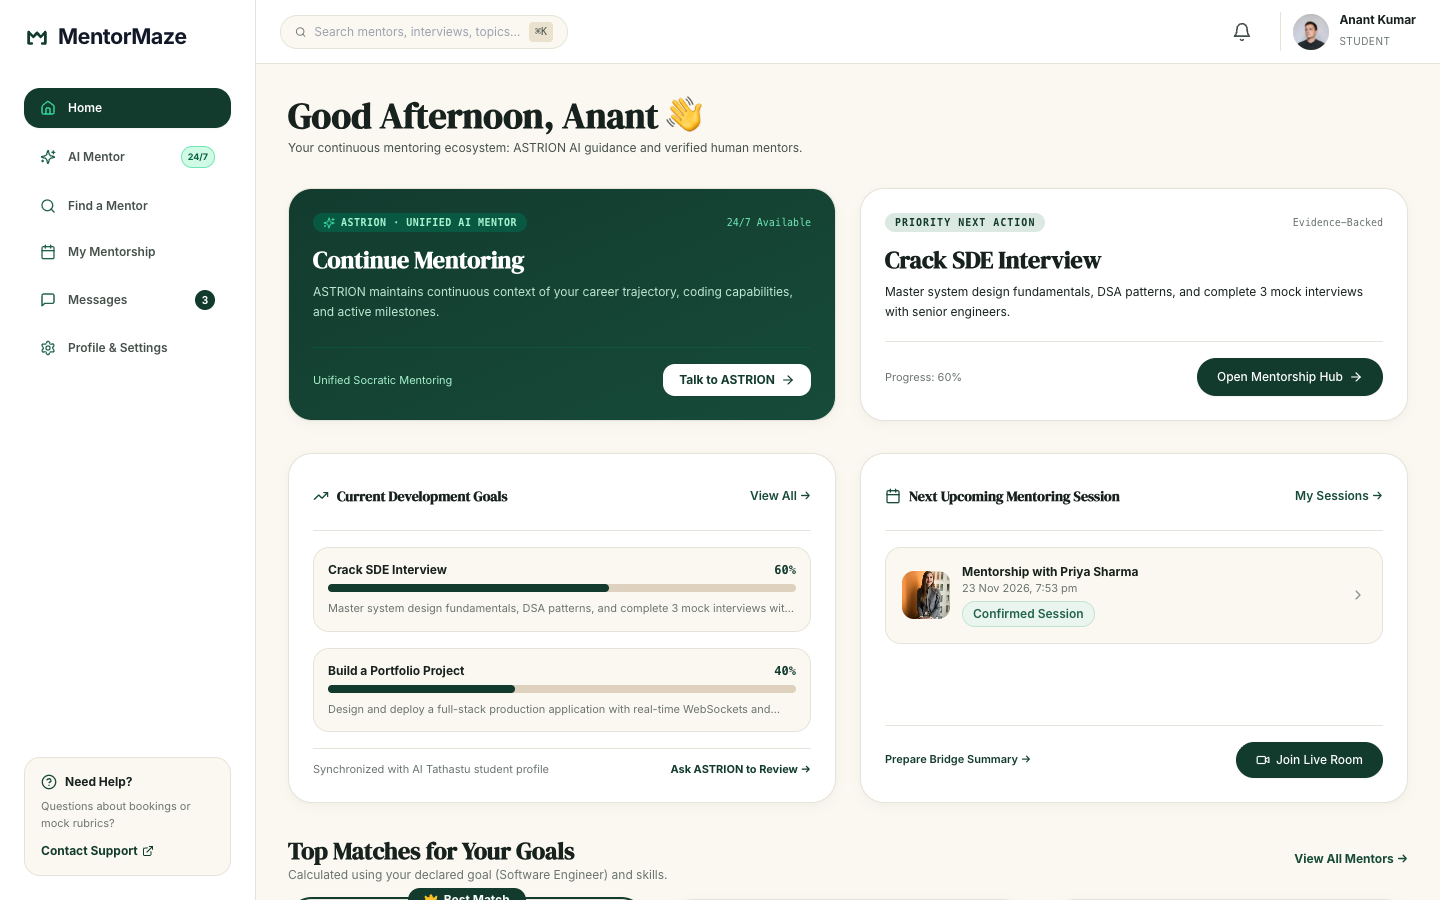 MentorMaze
Search mentors, interviews, topics...
⌘K
Anant Kumar
STUDENT
Home
AI Mentor
24/7
Find a Mentor
My Mentorship
Messages
3
Profile & Settings
Need Help?
Questions about bookings or
mock rubrics?
Contact Support
Good Afternoon, Anant 👋
Your continuous mentoring ecosystem: ASTRION AI guidance and verified human mentors.
ASTRION · UNIFIED AI MENTOR
24/7 Available
Continue Mentoring
ASTRION maintains continuous context of your career trajectory, coding capabilities,
and active milestones.
Unified Socratic Mentoring
Talk to ASTRION →
PRIORITY NEXT ACTION
Evidence-Backed
Crack SDE Interview
Master system design fundamentals, DSA patterns, and complete 3 mock interviews
with senior engineers.
Progress: 60%
Open Mentorship Hub →
Current Development Goals
View All →
Crack SDE Interview
60%
Master system design fundamentals, DSA patterns, and complete 3 mock interviews wit...
Build a Portfolio Project
40%
Design and deploy a full-stack production application with real-time WebSockets and...
Synchronized with AI Tathastu student profile
Ask ASTRION to Review →
Next Upcoming Mentoring Session
My Sessions →
Mentorship with Priya Sharma
23 Nov 2026, 7:53 pm
Confirmed Session
Prepare Bridge Summary →
Join Live Room
Top Matches for Your Goals
Calculated using your declared goal (Software Engineer) and skills.
View All Mentors →
Best Match